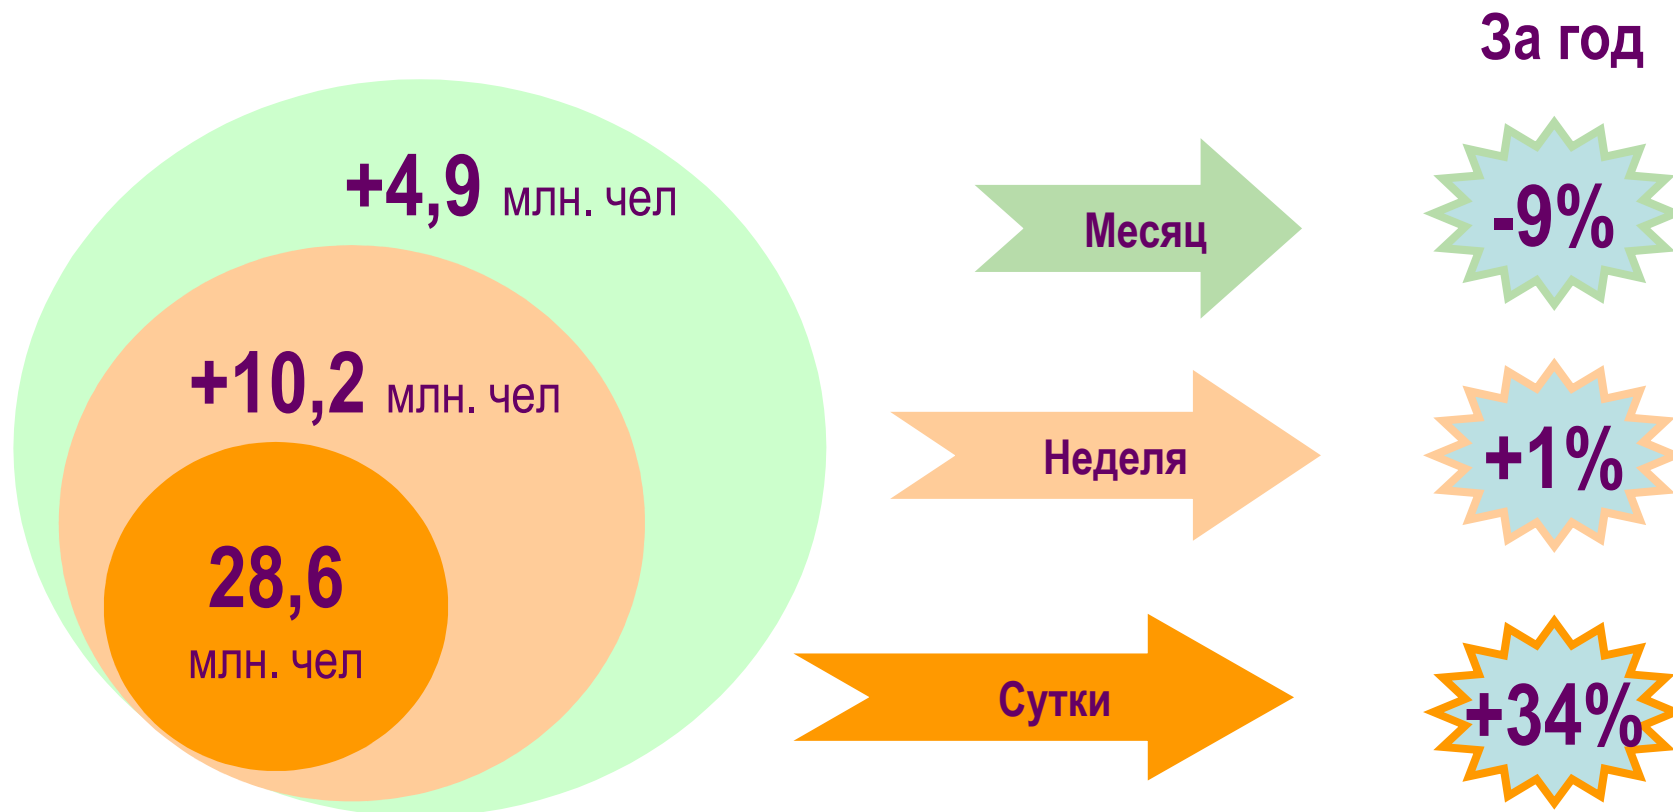 За год
+4,9 млн. чел
Месяц
-9%
+10,2 млн. чел
Неделя
+1%
28,6
млн. чел
Сутки
+34%